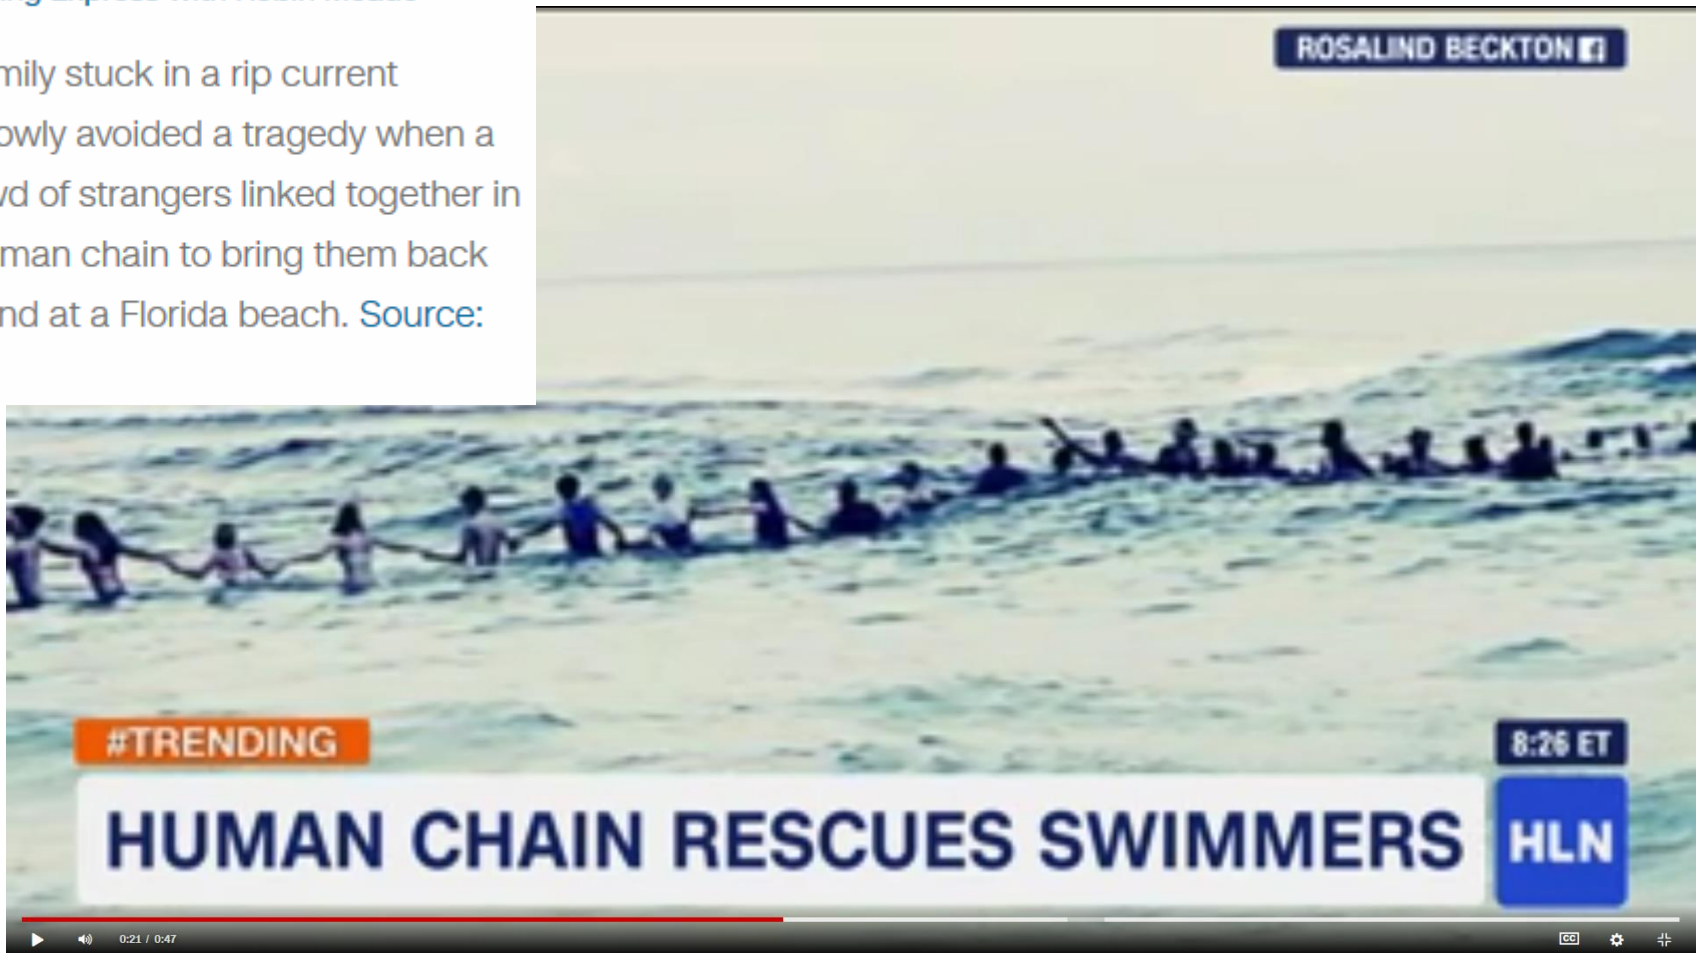 mily stuck in a rip current
owly avoided a tragedy when a
wd of strangers linked together in
man chain to bring them back
nd at a Florida beach. Source:
ROSALIND BECKTON
#TRENDING
8:26 ET
HUMAN CHAIN RESCUES SWIMMERS
HLN
0:21 / 0:47
CC